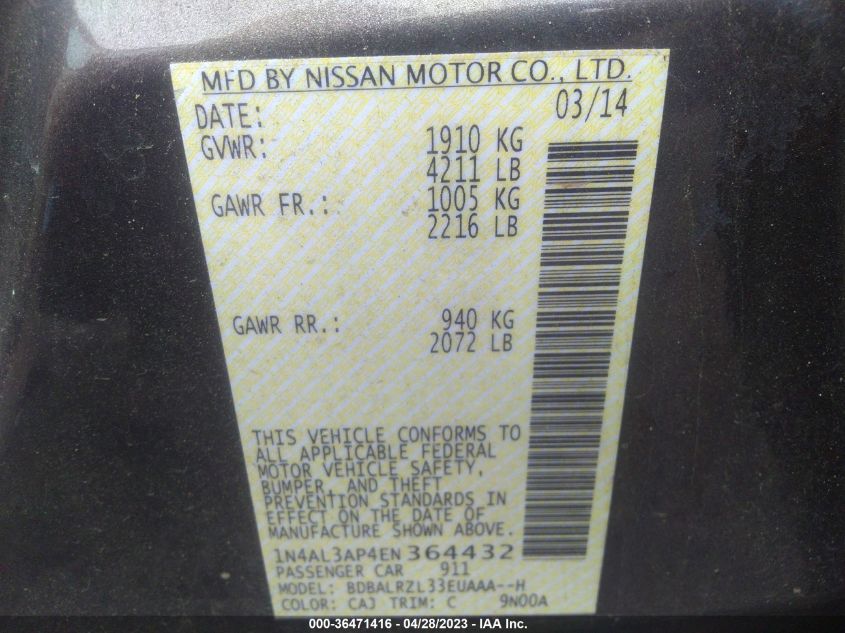 MFD BY NISSAN MOTOR CO., LTD.
DATE: 03/14
GVWR: 1910 KG
4211 LB
GAWR FR.: 1005 KG
2216 LB
GAWR RR.: 940 KG
2072 LB
THIS VEHICLE CONFORMS TO
ALL APPLICABLE FEDERAL
MOTOR VEHICLE SAFETY,
BUMPER, AND THEFT
PREVENTION STANDARDS IN
EFFECT ON THE DATE OF
MANUFACTURE SHOWN ABOVE.
1N4AL3AP4EN364432
PASSENGER CAR 911
MODEL: BDBALRZL33EUAAA--H
COLOR: CAJ TRIM: C 9N00A
000-36471416 - 04/28/2023 - IAA Inc.